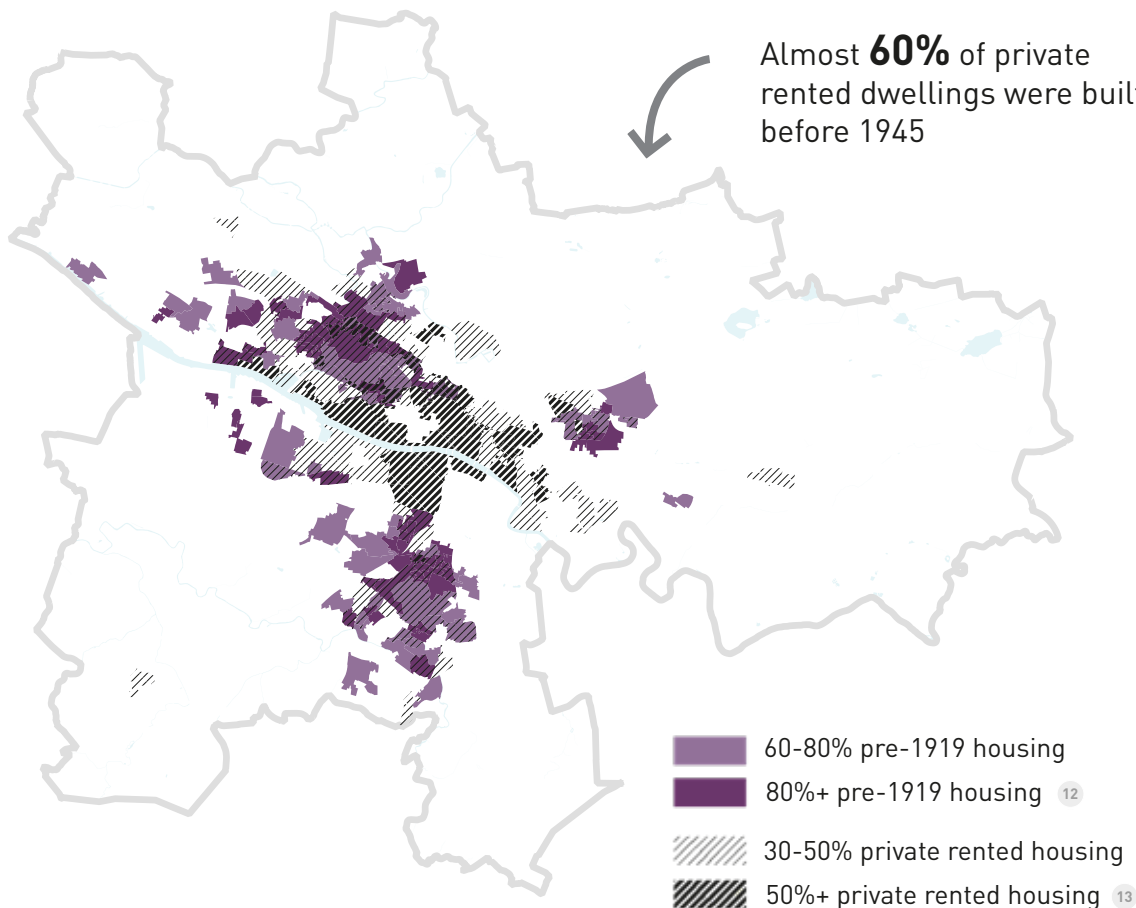 Almost 60% of private
rented dwellings were built
before 1945
60-80% pre-1919 housing
80%+ pre-1919 housing 12
30-50% private rented housing
50%+ private rented housing 13